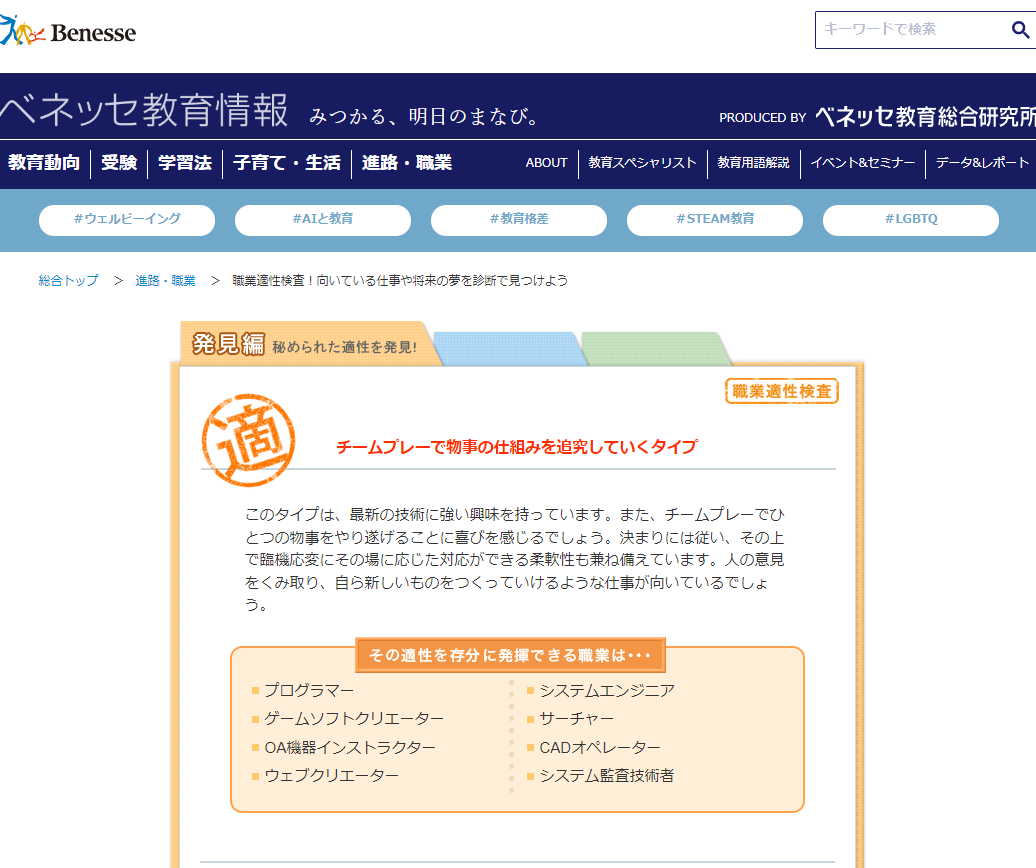 Benesse
キーワードで検索
ベネッセ教育情報 みつかる、明日のまなび。
PRODUCED BY ベネッセ教育総合研究所
教育動向 受験 学習法 子育て・生活 進路・職業 ABOUT 教育スペシャリスト 教育用語解説 イベント&セミナー データ&レポート
#ウェルビーイング #AIと教育 #教育格差 #STEAM教育 #LGBTQ
総合トップ > 進路・職業 > 職業適性検査！向いている仕事や将来の夢を診断で見つけよう
発見編 秘められた適性を発見!
職業適性検査
適
チームプレーで物事の仕組みを追究していくタイプ
このタイプは、最新の技術に強い興味を持っています。また、チームプレーでひ
とつの物事をやり遂げることに喜びを感じるでしょう。決まりには従い、その上
で臨機応変にその場に応じた対応ができる柔軟性も兼ね備えています。人の意見
をくみ取り、自ら新しいものをつくっていけるような仕事が向いているでしょ
う。
その適性を存分に発揮できる職業は・・・
プログラマー
システムエンジニア
ゲームソフトクリエーター
サーチャー
OA機器インストラクター
CADオペレーター
ウェブクリエーター
システム監査技術者